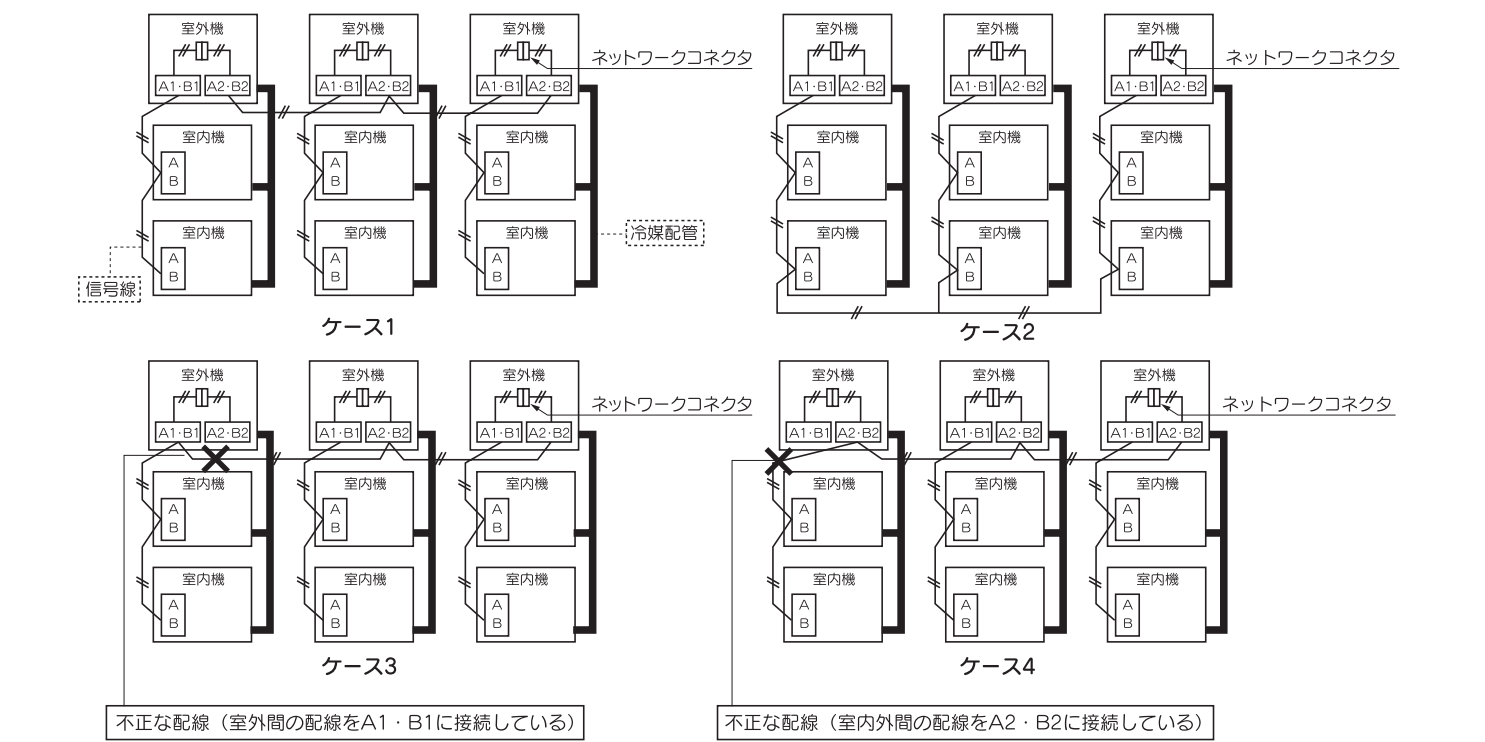 室外機 室外機 室外機
ネットワークコネクタ
A1・B1 A2・B2 A1・B1 A2・B2 A1・B1 A2・B2
室内機 室内機 室内機
A A A
B B B
室内機 室内機 室内機
冷媒配管
A A A
B B B
信号線
ケース1
室外機 室外機 室外機
ネットワークコネクタ
A1・B1 A2・B2 A1・B1 A2・B2 A1・B1 A2・B2
室内機 室内機 室内機
A A A
B B B
室内機 室内機 室内機
A A A
B B B
ケース2
室外機 室外機 室外機
ネットワークコネクタ
A1・B1 A2・B2 A1・B1 A2・B2 A1・B1 A2・B2
室内機 室内機 室内機
A A A
B B B
室内機 室内機 室内機
A A A
B B B
ケース3
不正な配線（室外間の配線をA1・B1に接続している）
室外機 室外機 室外機
ネットワークコネクタ
A1・B1 A2・B2 A1・B1 A2・B2 A1・B1 A2・B2
室内機 室内機 室内機
A A A
B B B
室内機 室内機 室内機
A A A
B B B
ケース4
不正な配線（室内外間の配線をA2・B2に接続している）